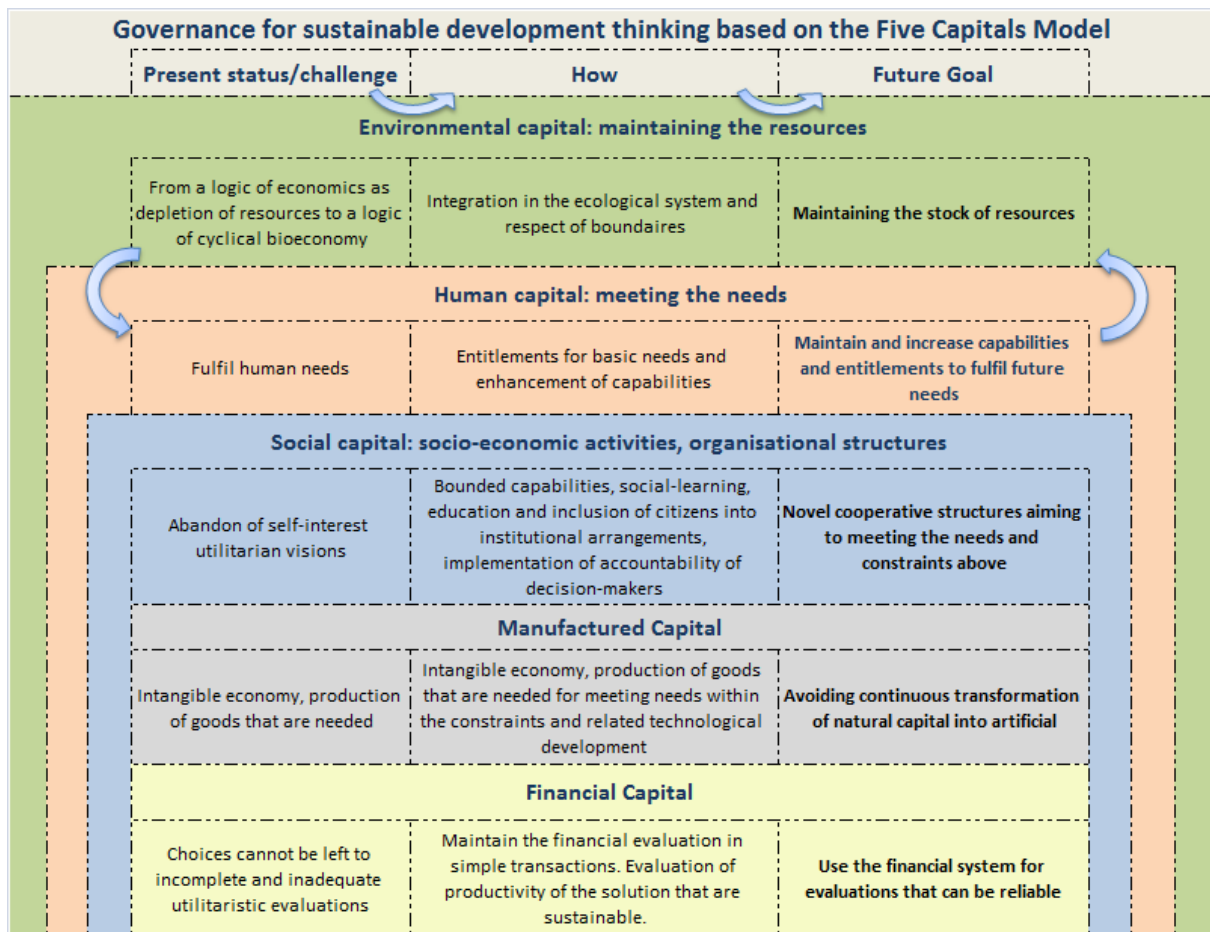 Governance for sustainable development thinking based on the Five Capitals Model
Present status/challenge
How
Future Goal
Environmental capital: maintaining the resources
From a logic of economics as
depletion of resources to a logic
of cyclical bioeconomy
Integration in the ecological system and
respect of boundaires
Maintaining the stock of resources
Human capital: meeting the needs
Fulfil human needs
Entitlements for basic needs and
enhancement of capabilities
Maintain and increase capabilities
and entitlements to fulfil future
needs
Social capital: socio-economic activities, organisational structures
Abandon of self-interest
utilitarian visions
Bounded capabilities, social-learning,
education and inclusion of citizens into
institutional arrangements,
implementation of accountability of
decision-makers
Novel cooperative structures aiming
to meeting the needs and
constraints above
Manufactured Capital
Intangible economy, production
of goods that are needed
Intangible economy, production of goods
that are needed for meeting needs within
the constraints and related technological
development
Avoiding continuous transformation
of natural capital into artificial
Financial Capital
Choices cannot be left to
incomplete and inadequate
utilitaristic evaluations
Maintain the financial evaluation in
simple transactions. Evaluation of
productivity of the solution that are
sustainable.
Use the financial system for
evaluations that can be reliable